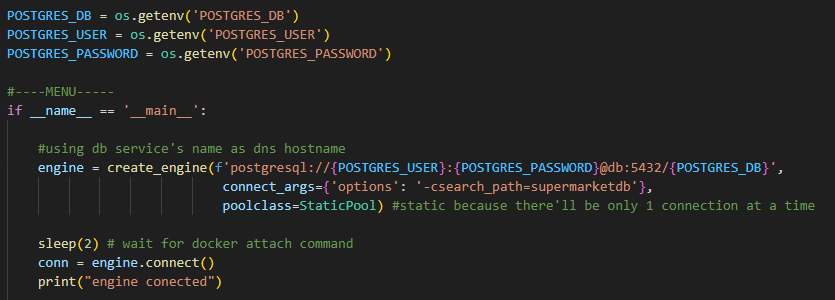 POSTGRES_DB = os.getenv('POSTGRES_DB')
POSTGRES_USER = os.getenv('POSTGRES_USER')
POSTGRES_PASSWORD = os.getenv('POSTGRES_PASSWORD')
#----MENU-----
if __name__ == '__main__':
#using db service's name as dns hostname
engine = create_engine(f'postgresql://{POSTGRES_USER}:{POSTGRES_PASSWORD}@db:5432/{POSTGRES_DB}',
connect_args={'options': '-csearch_path=supermarketdb'},
poolclass=StaticPool) #static because there'll be only 1 connection at a time
sleep(2) # wait for docker attach command
conn = engine.connect()
print("engine conected")